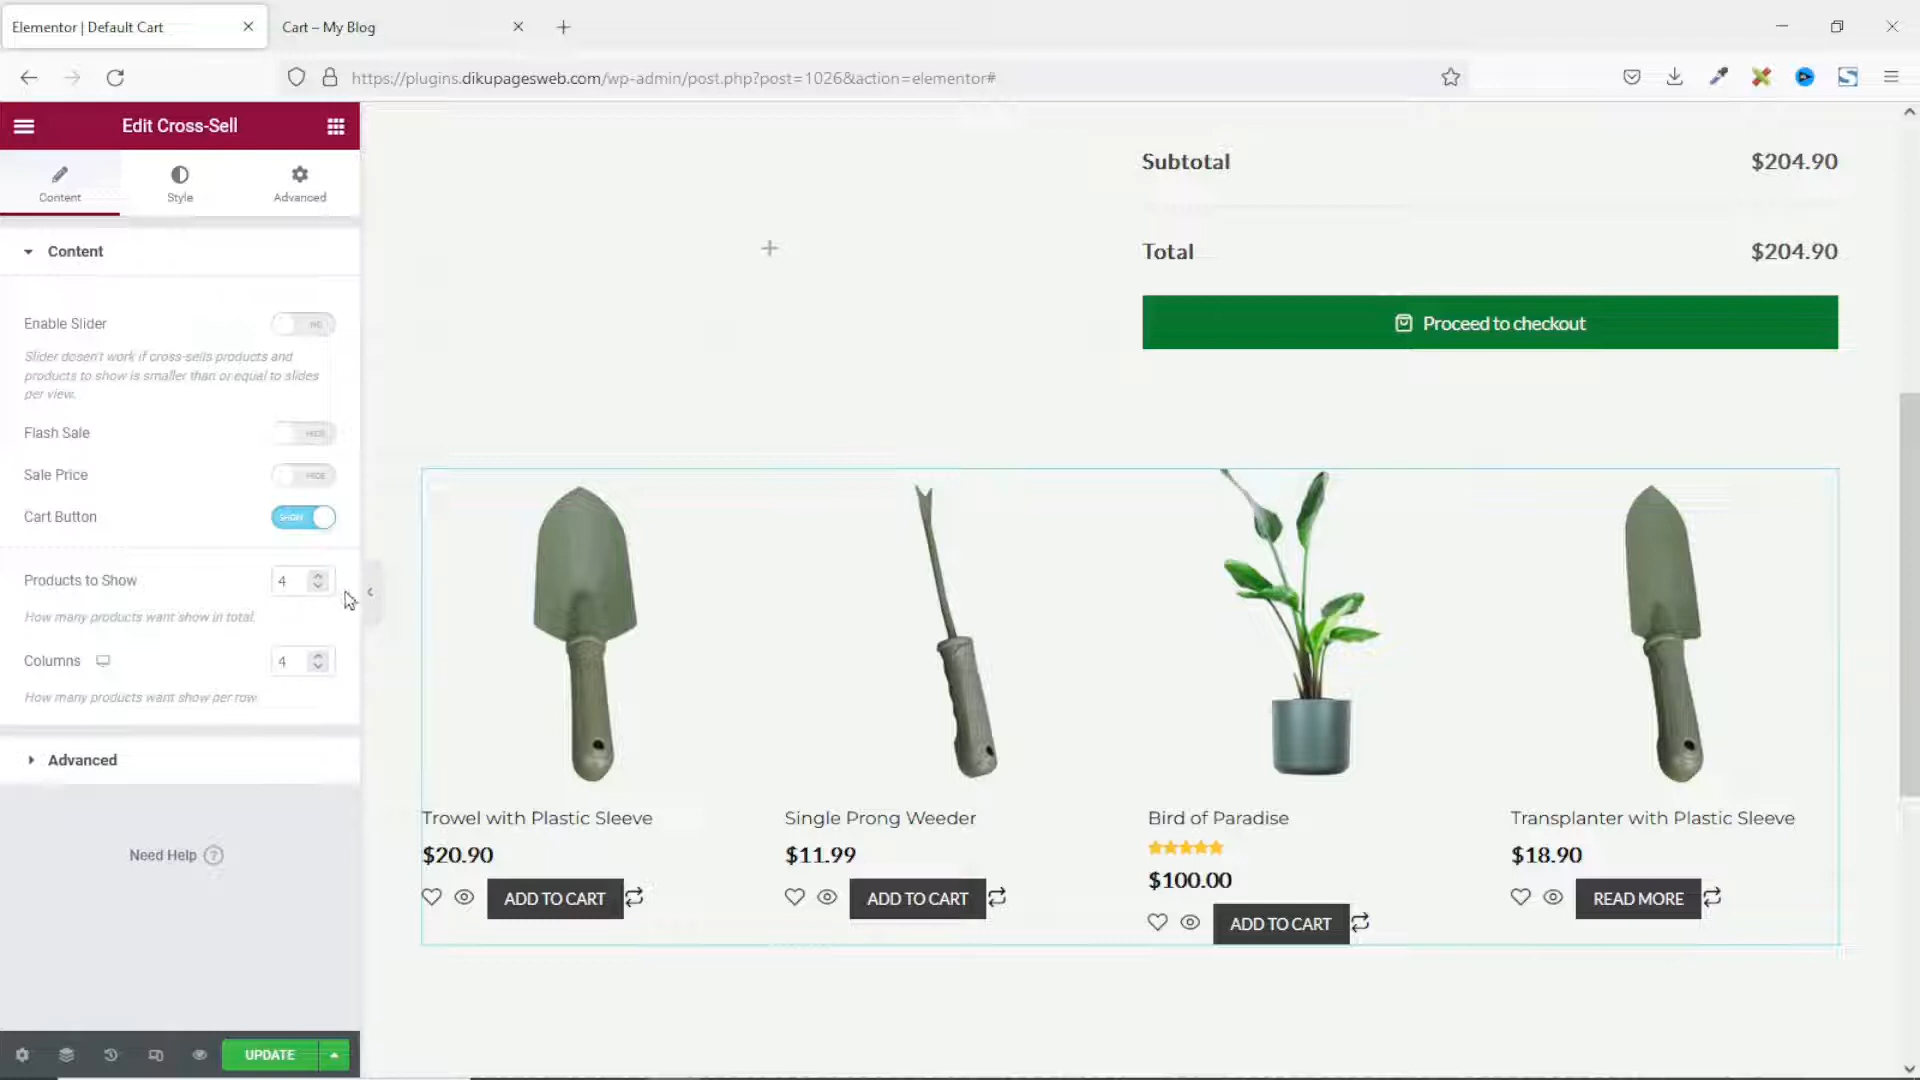 Elementor | Default Cart
Cart – My Blog
https://plugins.dikupagesweb.com/wp-admin/post.php?post=1026&action=elementor#
Edit Cross-Sell
Content
Style
Advanced
Content
Enable Slider
NO
Slider dosen't work if cross-sells products and
products to show is smaller than or equal to slides
per view.
Flash Sale
HIDE
Sale Price
HIDE
Cart Button
SHOW
Products to Show
4
How many products want show in total.
Columns
4
How many products want show per row.
Advanced
Need Help ?
UPDATE
Subtotal
$204.90
Total
$204.90
Proceed to checkout
Trowel with Plastic Sleeve
$20.90
ADD TO CART
Single Prong Weeder
$11.99
ADD TO CART
Bird of Paradise
$100.00
ADD TO CART
Transplanter with Plastic Sleeve
$18.90
READ MORE